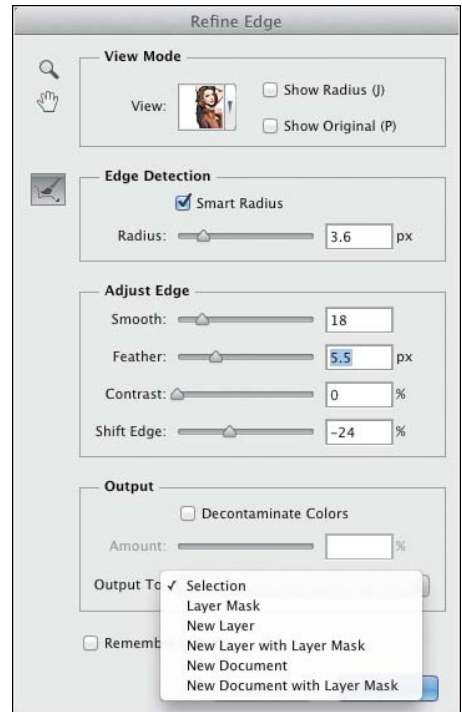 Refine Edge
View Mode
View:
Show Radius (J)
Show Original (P)
Edge Detection
Smart Radius
Radius: 3.6 px
Adjust Edge
Smooth: 18
Feather: 5.5 px
Contrast: 0 %
Shift Edge: -24 %
Output
Decontaminate Colors
Amount: %
Output To ✓ Selection
Layer Mask
New Layer
New Layer with Layer Mask
New Document
New Document with Layer Mask